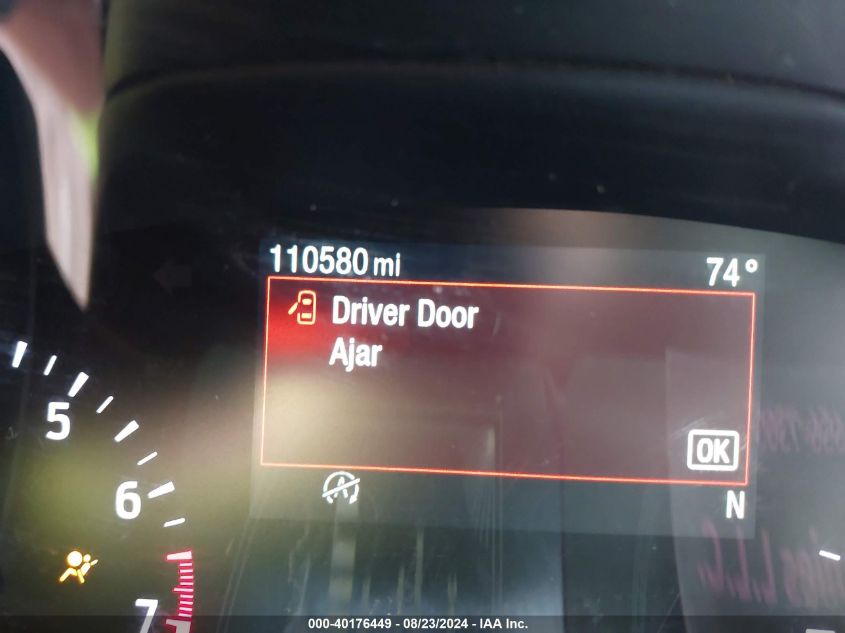 110580 mi 74°
Driver Door
Ajar
OK
N
A
5
6
7
000-40176449 - 08/23/2024 - IAA Inc.